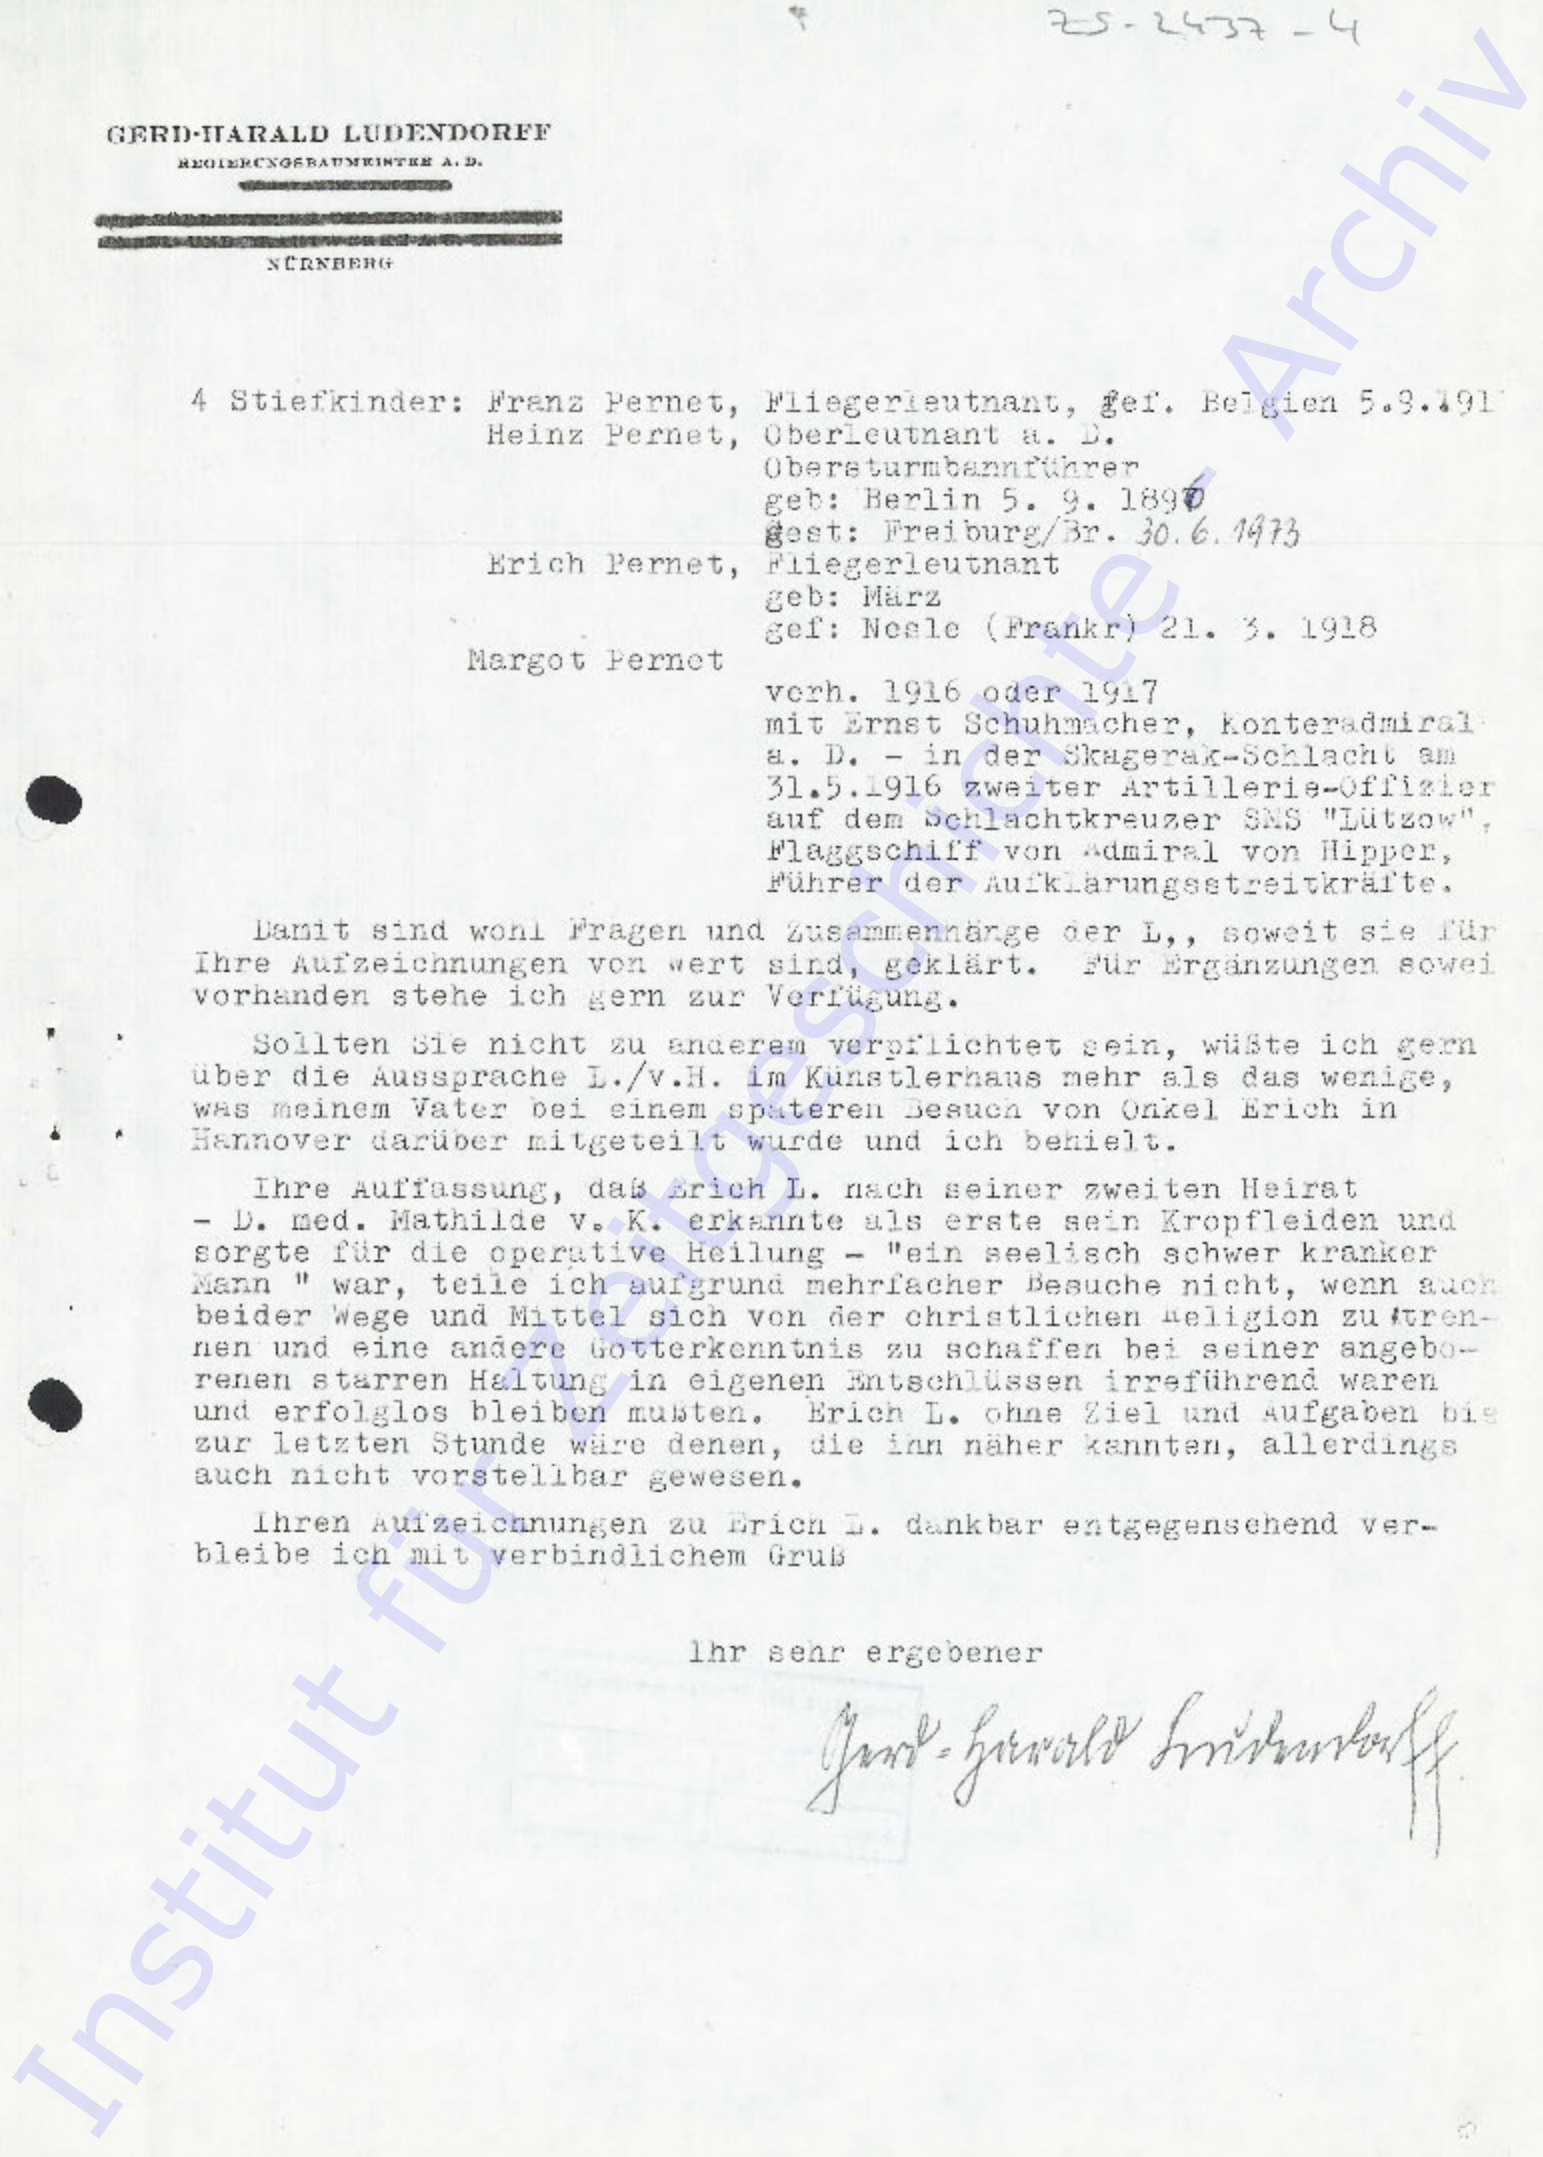 ZS-2437-4
GERD-HARALD LUDENDORFF
REGIERUNGSBAUMEISTER A. D.
NÜRNBERG
4 Stiefkinder: Franz Pernet, Fliegerleutnant, gef. Belgien 5.9.191
Heinz Pernet, Oberleutnant a. D.
Obersturmbannführer
geb: Berlin 5. 9. 1896
gest: Freiburg/Br. 30.6.1973
Erich Pernet, Fliegerleutnant
geb: März
gef: Nesle (Frankr) 21. 3. 1918
Margot Pernet
verh. 1916 oder 1917
mit Ernst Schuhmacher, Konteradmiral
a. D. - in der Skagerak-Schlacht am
31.5.1916 zweiter Artillerie-Offizier
auf dem Schlachtkreuzer SMS "Lützow",
Flaggschiff von Admiral von Hipper,
Führer der Aufklärungsstreitkräfte.
Damit sind wohl Fragen und Zusammenhänge der L,, soweit sie für
Ihre Aufzeichnungen von Wert sind, geklärt. Für Ergänzungen sowei
vorhanden stehe ich gern zur Verfügung.
Sollten Sie nicht zu anderem verpflichtet sein, wüßte ich gern
über die Aussprache L./v.H. im Künstlerhaus mehr als das wenige,
was meinem Vater bei einem späteren Besuch von Onkel Erich in
Hannover darüber mitgeteilt wurde und ich behielt.
Ihre Auffassung, daß Erich L. nach seiner zweiten Heirat
- D. med. Mathilde v. K. erkannte als erste sein Kropfleiden und
sorgte für die operative Heilung - "ein seelisch schwer kranker
Mann " war, teile ich aufgrund mehrfacher Besuche nicht, wenn auch
beider Wege und Mittel sich von der christlichen Religion zu tren-
nen und eine andere Gotterkenntnis zu schaffen bei seiner angebo-
renen starren Haltung in eigenen Entschlüssen irreführend waren
und erfolglos bleiben mußten. Erich L. ohne Ziel und Aufgaben bis
zur letzten Stunde wäre denen, die ihn näher kannten, allerdings
auch nicht vorstellbar gewesen.
Ihren Aufzeichnungen zu Erich L. dankbar entgegensehend ver-
bleibe ich mit verbindlichem Gruß
Ihr sehr ergebener
Gerd-Harald Ludendorff
Institut für Zeitgeschichte - Archiv